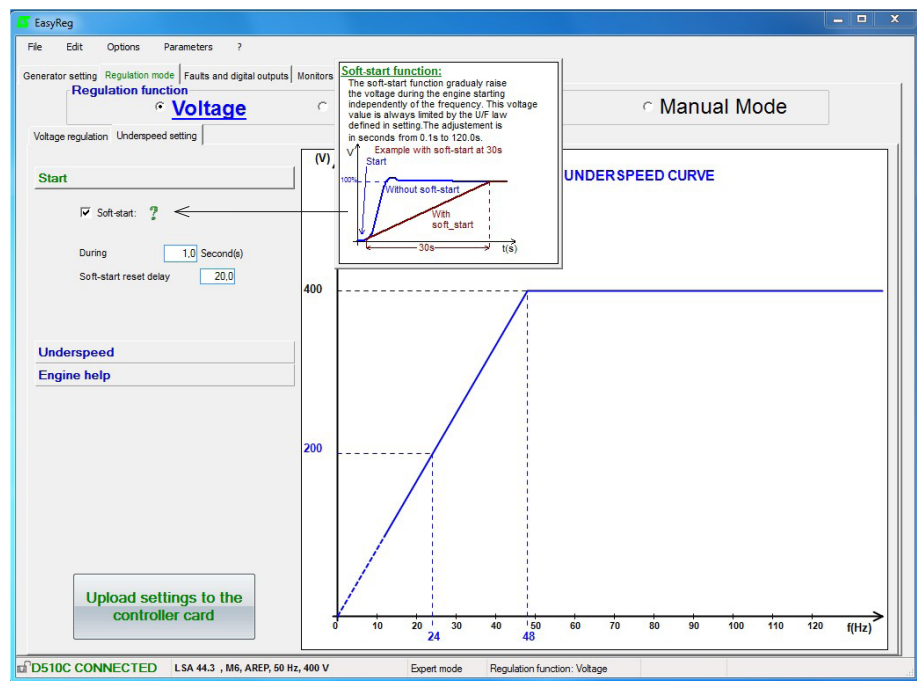 EasyReg
File Edit Options Parameters ?
Generator setting Regulation mode Faults and digital outputs Monitors
Regulation function
Voltage
Manual Mode
Voltage regulation Underspeed setting
Soft-start function:
The soft-start function gradualy raise
the voltage during the engine starting
independently of the frequency. This voltage
value is always limited by the U/F law
defined in setting.The adjustement is
in seconds from 0.1s to 120.0s.
V Example with soft-start at 30s
Start
100%
Without soft-start
With
soft_start
30s t(s)
Start
Soft-start: ?
During 1,0 Second(s)
Soft-start reset delay 20,0
Underspeed
Engine help
Upload settings to the
controller card
(V)
UNDERSPEED CURVE
400
200
0 10 20 30 40 50 60 70 80 90 100 110 120 f(Hz)
24 48
D510C CONNECTED LSA 44.3 , M6, AREP, 50 Hz, 400 V Expert mode Regulation function: Voltage